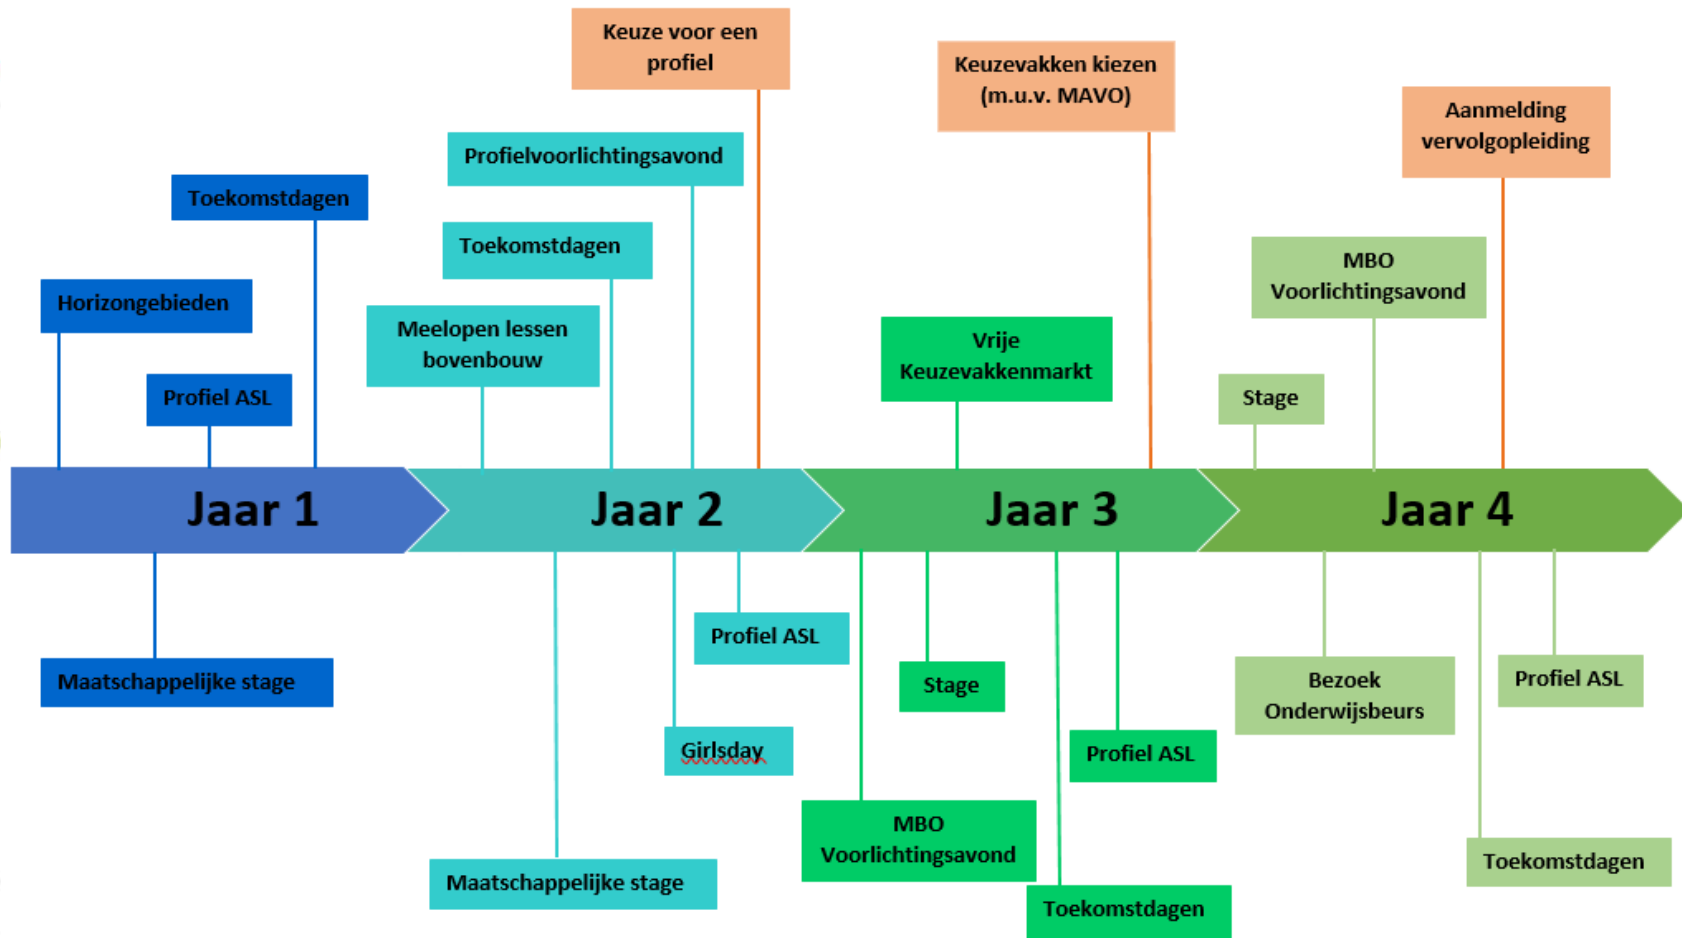 Keuze voor een
profiel
Keuzevakken kiezen
(m.u.v. MAVO)
Aanmelding
vervolgopleiding
Profielvoorlichtingsavond
Toekomstdagen
Toekomstdagen
MBO
Voorlichtingsavond
Horizongebieden
Meelopen lessen
bovenbouw
Vrije
Keuzevakkenmarkt
Profiel ASL
Stage
Jaar 1
Jaar 2
Jaar 3
Jaar 4
Profiel ASL
Maatschappelijke stage
Stage
Bezoek
Onderwijsbeurs
Profiel ASL
Girlsday
Profiel ASL
MBO
Voorlichtingsavond
Maatschappelijke stage
Toekomstdagen
Toekomstdagen